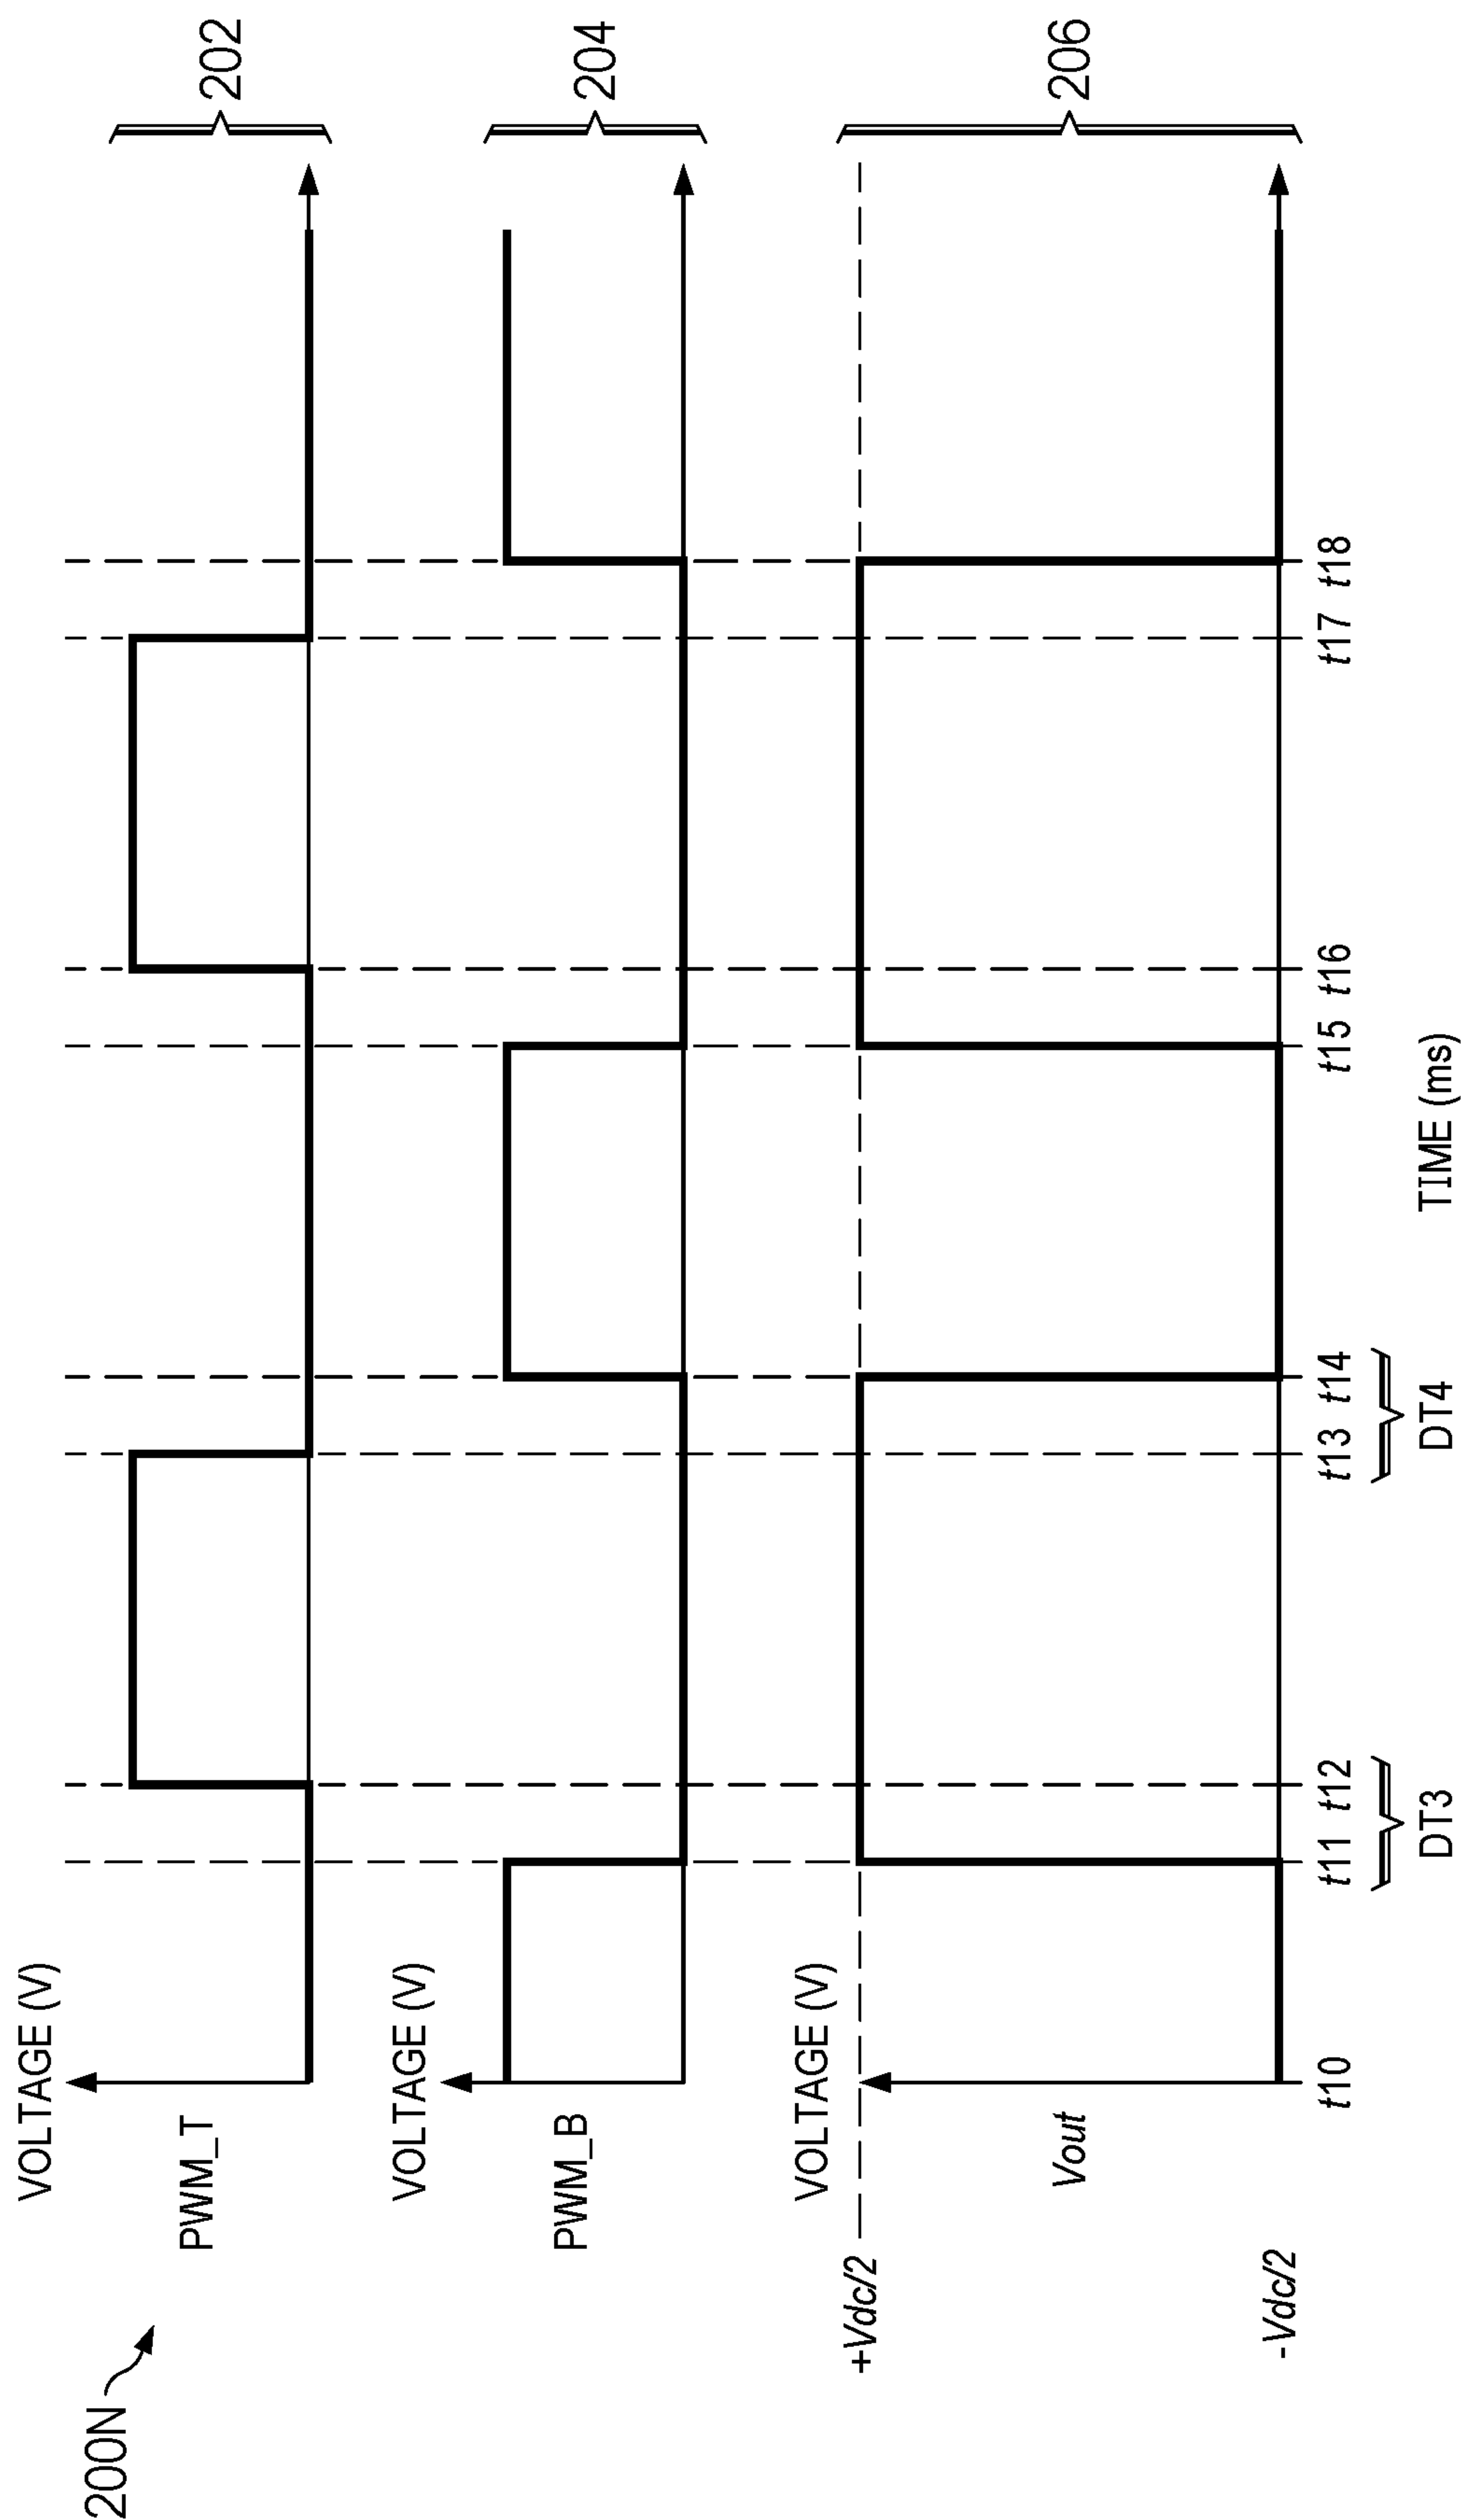 200N
VOLTAGE (V)
PWM_T
202
VOLTAGE (V)
PWM_B
204
VOLTAGE (V)
+Vdc/2
Vout
-Vdc/2
206
t10 t11 t12 t13 t14 t15 t16 t17 t18
DT3 DT4
TIME (ms)